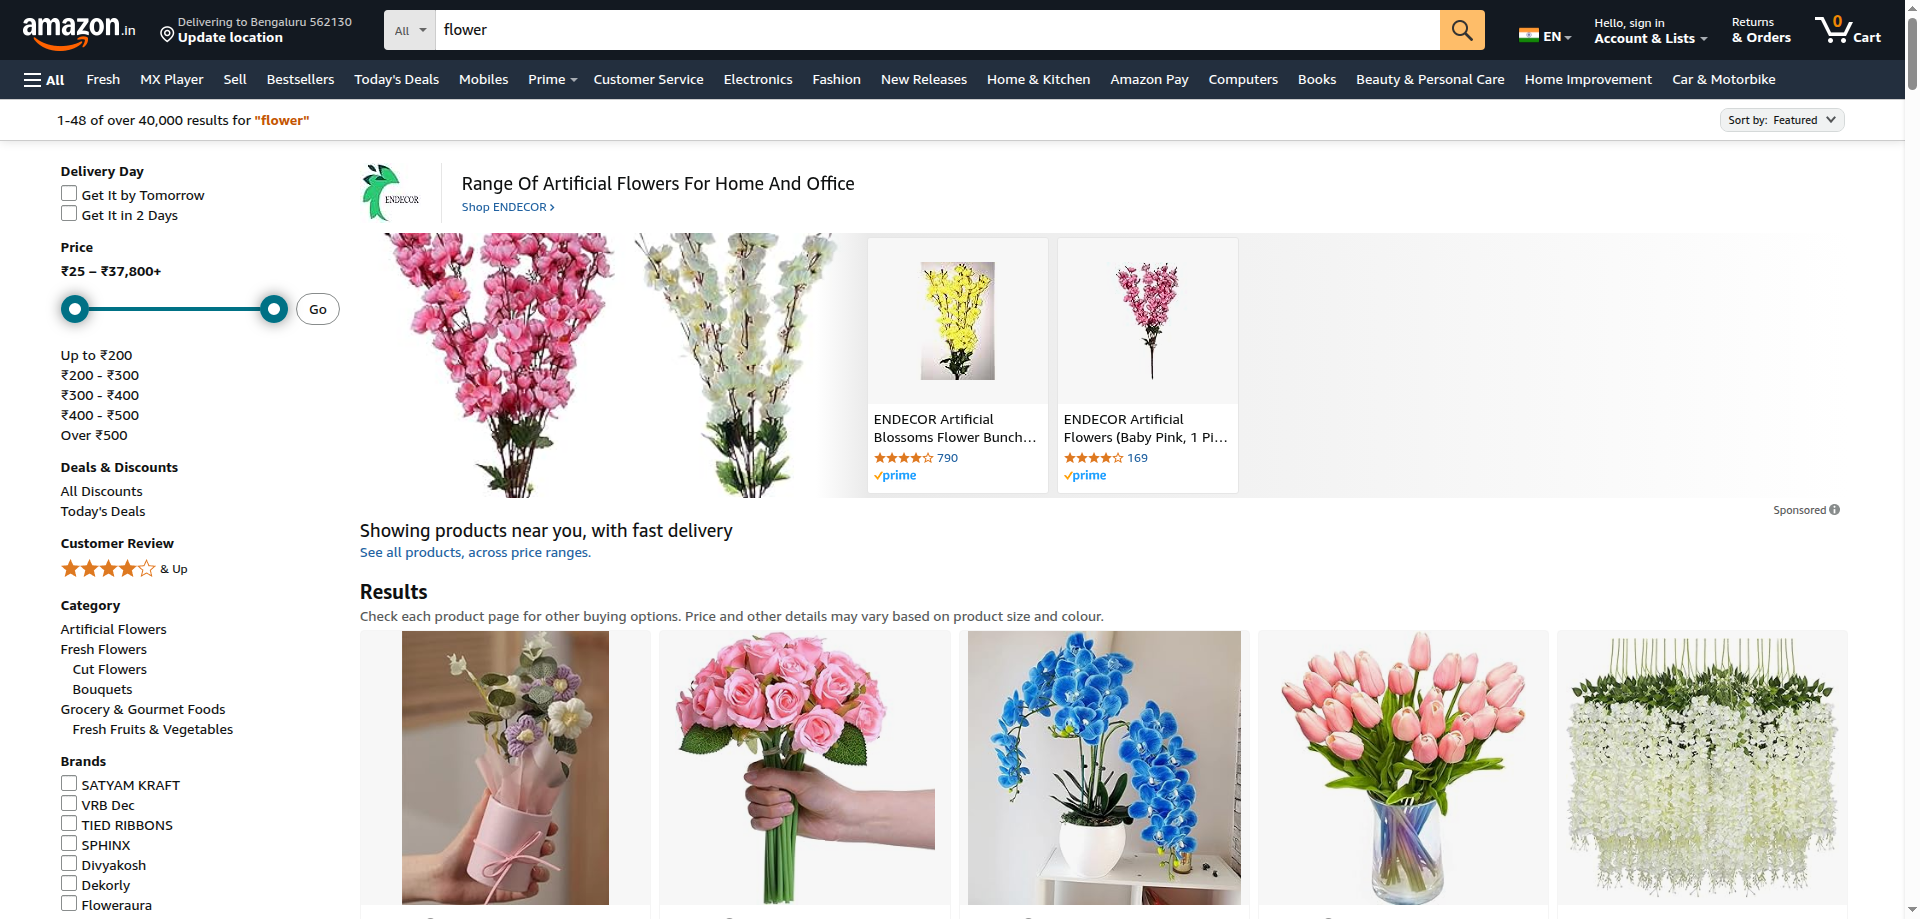 amazon.in
Delivering to Bengaluru 562130
Update location
All
flower
EN
Hello, sign in
Account & Lists
Returns
& Orders
0
Cart
All
Fresh
MX Player
Sell
Bestsellers
Today's Deals
Mobiles
Prime
Customer Service
Electronics
Fashion
New Releases
Home & Kitchen
Amazon Pay
Computers
Books
Beauty & Personal Care
Home Improvement
Car & Motorbike
1-48 of over 40,000 results for "flower"
Sort by: Featured
Delivery Day
Get It by Tomorrow
Get It in 2 Days
Price
₹25 – ₹37,800+
Go
Up to ₹200
₹200 - ₹300
₹300 - ₹400
₹400 - ₹500
Over ₹500
Deals & Discounts
All Discounts
Today's Deals
Customer Review
& Up
Category
Artificial Flowers
Fresh Flowers
Cut Flowers
Bouquets
Grocery & Gourmet Foods
Fresh Fruits & Vegetables
Brands
SATYAM KRAFT
VRB Dec
TIED RIBBONS
SPHINX
Divyakosh
Dekorly
Floweraura
ENDECOR
Range Of Artificial Flowers For Home And Office
Shop ENDECOR ›
ENDECOR Artificial
Blossoms Flower Bunch…
790
prime
ENDECOR Artificial
Flowers (Baby Pink, 1 Pi…
169
prime
Sponsored
Showing products near you, with fast delivery
See all products, across price ranges.
Results
Check each product page for other buying options. Price and other details may vary based on product size and colour.